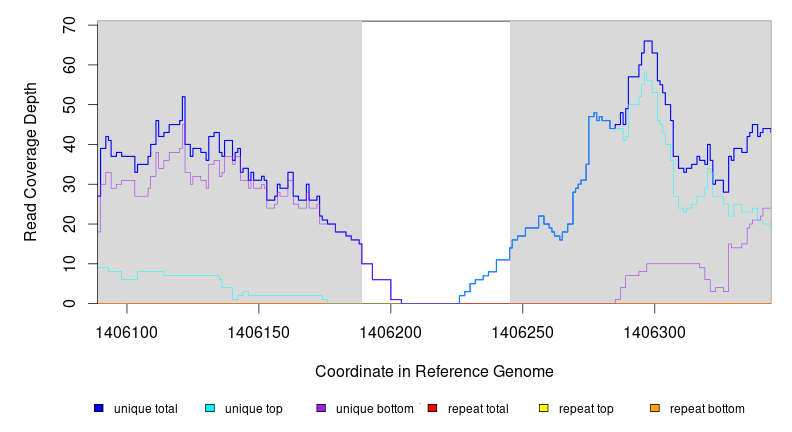 70
60
50
40
30
20
10
0
Read Coverage Depth
1406100 1406150 1406200 1406250 1406300
Coordinate in Reference Genome
unique total unique top unique bottom repeat total repeat top repeat bottom